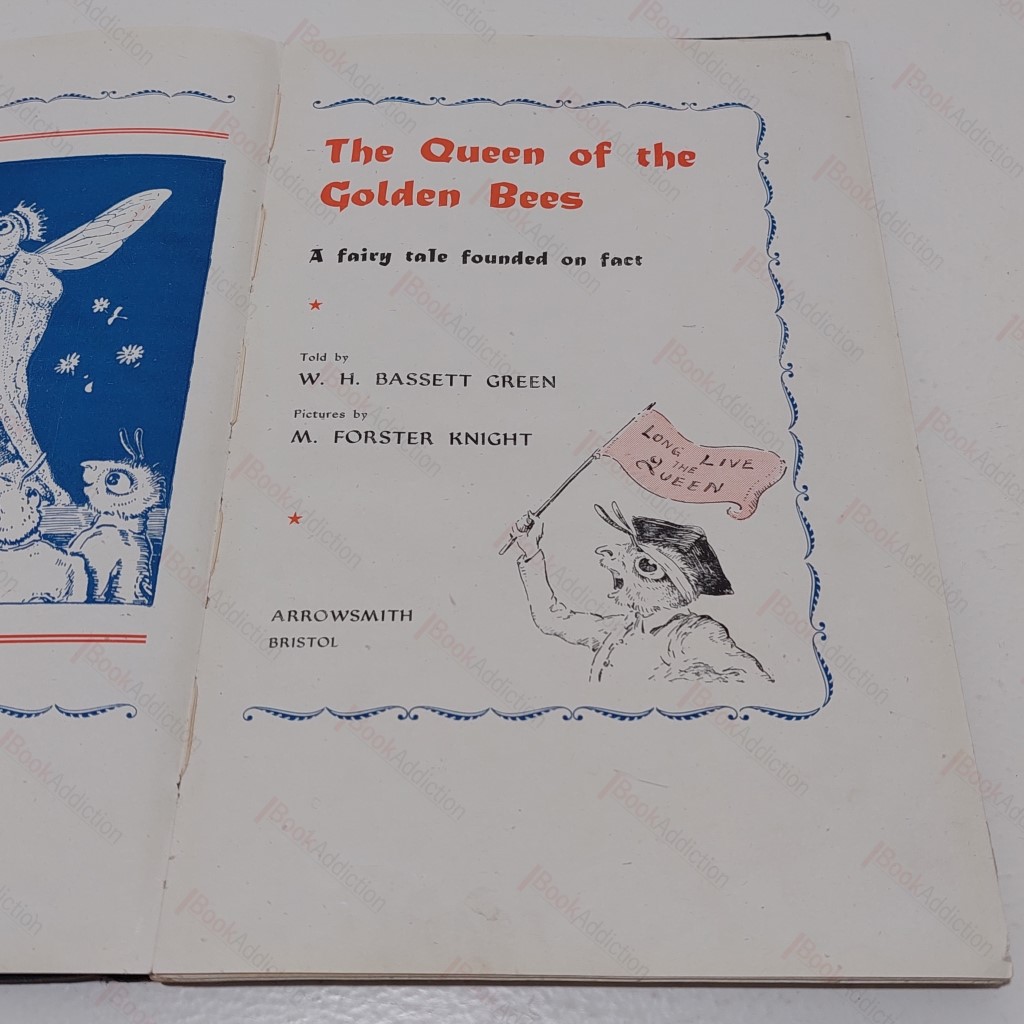 The Queen of the
Golden Bees
A fairy tale founded on fact
Told by
W. H. BASSETT GREEN
Pictures by
M. FORSTER KNIGHT
LONG LIVE
THE
QUEEN
ARROWSMITH
BRISTOL
BookAddiction